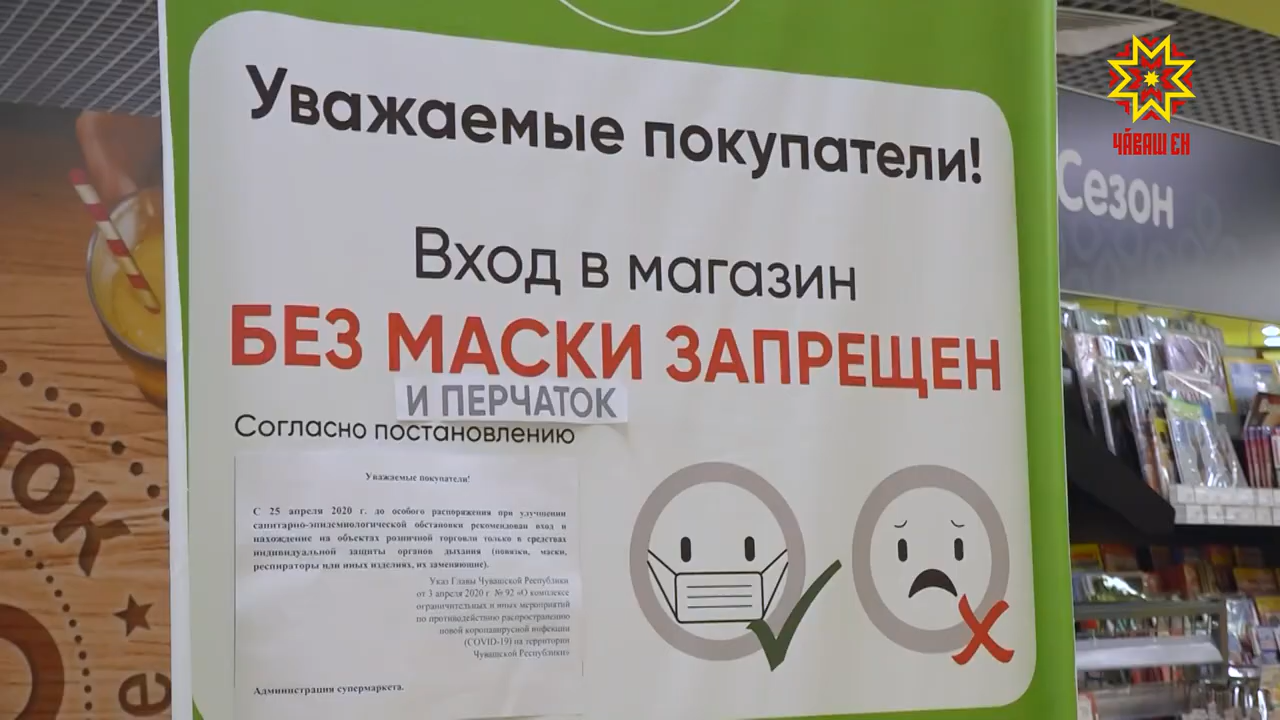 Уважаемые покупатели!
Вход в магазин
БЕЗ МАСКИ ЗАПРЕЩЕН
И ПЕРЧАТОК
Согласно постановлению
Уважаемые покупатели!
С 25 апреля 2020 г. до особого распоряжения при улучшении
санитарно-эпидемиологической обстановки рекомендован вход и
нахождение на объектах розничной торговли только в средствах
индивидуальной защиты органов дыхания (повязки, маски,
респираторы или иных изделиях, их заменяющие).
Указ Главы Чувашской Республики
от 3 апреля 2020 г. № 92 «О комплексе
ограничительных и иных мероприятий
по противодействию распространению
новой коронавирусной инфекции
(COVID-19) на территории
Чувашской Республики»
Администрация супермаркета.
ЧӐВАШ ЕН
Сезон